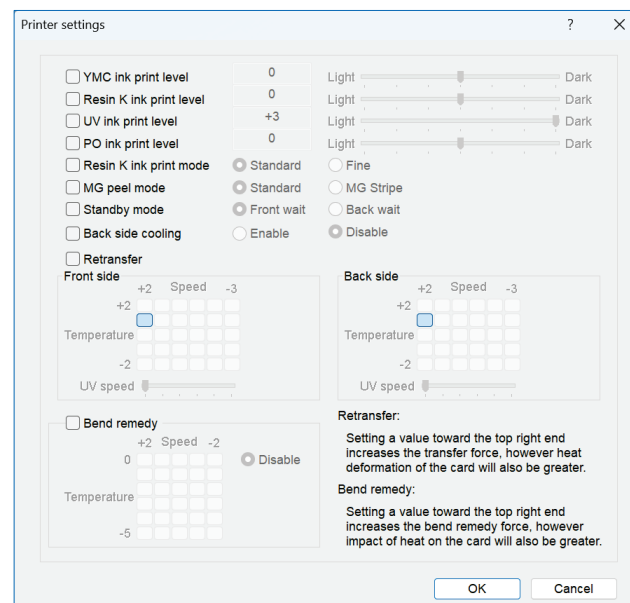 Printer settings ? X
YMC ink print level 0 Light Dark
Resin K ink print level 0 Light Dark
UV ink print level +3 Light Dark
PO ink print level 0 Light Dark
Resin K ink print mode Standard Fine
MG peel mode Standard MG Stripe
Standby mode Front wait Back wait
Back side cooling Enable Disable
Retransfer
Front side
+2 Speed -3
+2
Temperature
-2
UV speed
Back side
+2 Speed -3
+2
Temperature
-2
UV speed
Bend remedy
+2 Speed -2
0 Disable
Temperature
-5
Retransfer:
Setting a value toward the top right end
increases the transfer force, however heat
deformation of the card will also be greater.
Bend remedy:
Setting a value toward the top right end
increases the bend remedy force, however
impact of heat on the card will also be greater.
OK Cancel